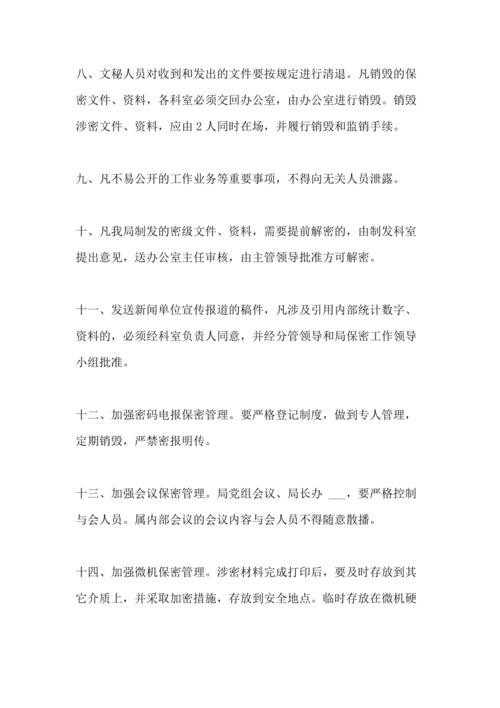 八、文秘人员对收到和发出的文件要按规定进行清退。凡销毁的保
密文件、资料，各科室必须交回办公室，由办公室进行销毁。销毁
涉密文件、资料，应由2人同时在场，并履行销毁和监销手续。
九、凡不易公开的工作业务等重要事项，不得向无关人员泄露。
十、凡我局制发的密级文件、资料，需要提前解密的，由制发科室
提出意见，送办公室主任审核，由主管领导批准方可解密。
十一、发送新闻单位宣传报道的稿件，凡涉及引用内部统计数字、
资料的，必须经科室负责人同意，并经分管领导和局保密工作领导
小组批准。
十二、加强密码电报保密管理。要严格登记制度，做到专人管理，
定期销毁，严禁密报明传。
十三、加强会议保密管理。局党组会议、局长办 ___，要严格控制
与会人员。属内部会议的会议内容与会人员不得随意散播。
十四、加强微机保密管理。涉密材料完成打印后，要及时存放到其
它介质上，并采取加密措施，存放到安全地点。临时存放在微机硬